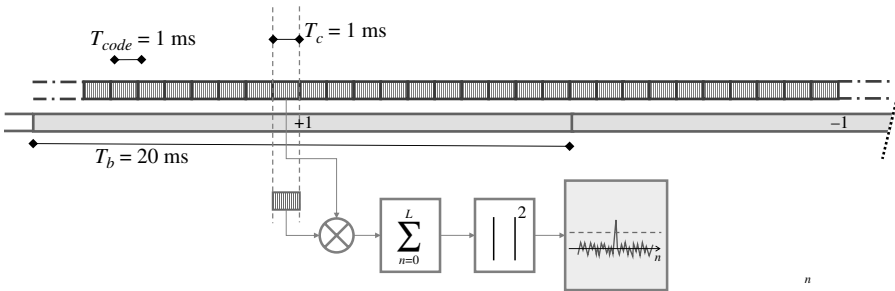 T_c = 1 ms
T_code = 1 ms
+1
–1
T_b = 20 ms
L
∑
n=0
| |²
n
n